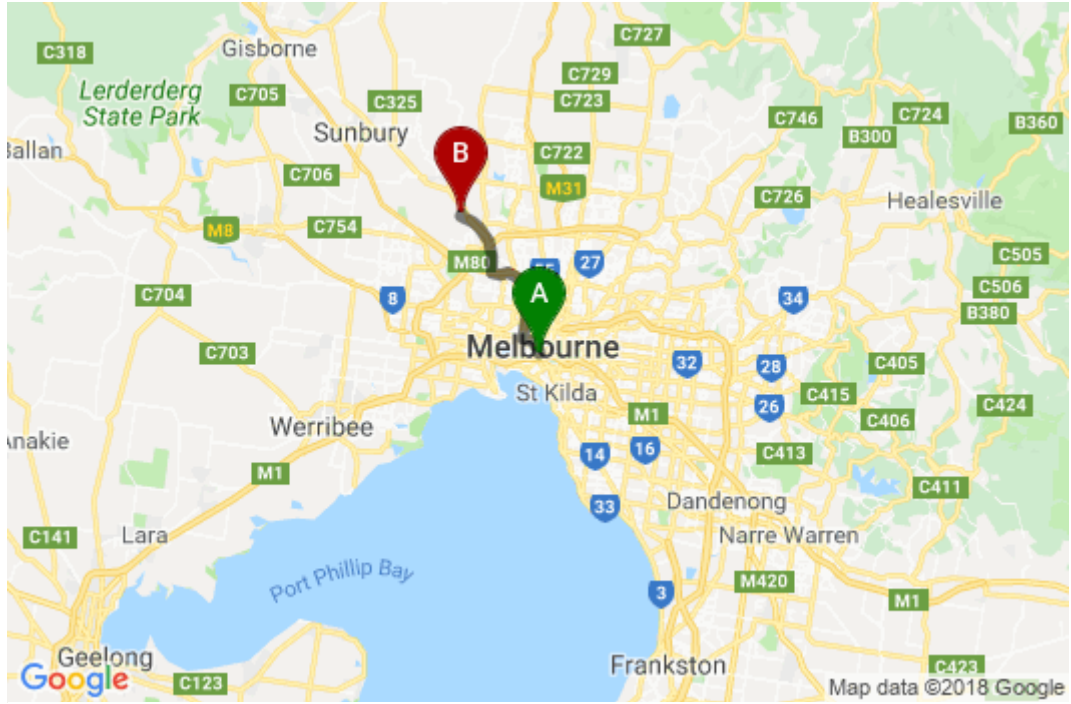 C727
Gisborne
C318
C729
Lerderderg
State Park
C705
C325
C723
C746
C724
B360
Sunbury
B300
Ballan
B
C722
C706
M31
C726
Healesville
C754
M8
C505
M80
27
C704
A
C506
8
34
B380
Melbourne
C703
32
C405
28
St Kilda
C415
C424
26
M1
C406
Werribee
Anakie
16
14
C413
M1
C411
Dandenong
33
C141
Lara
Narre Warren
Port Phillip Bay
M420
3
M1
Geelong
Frankston
C423
Google
C123
Map data ©2018 Google